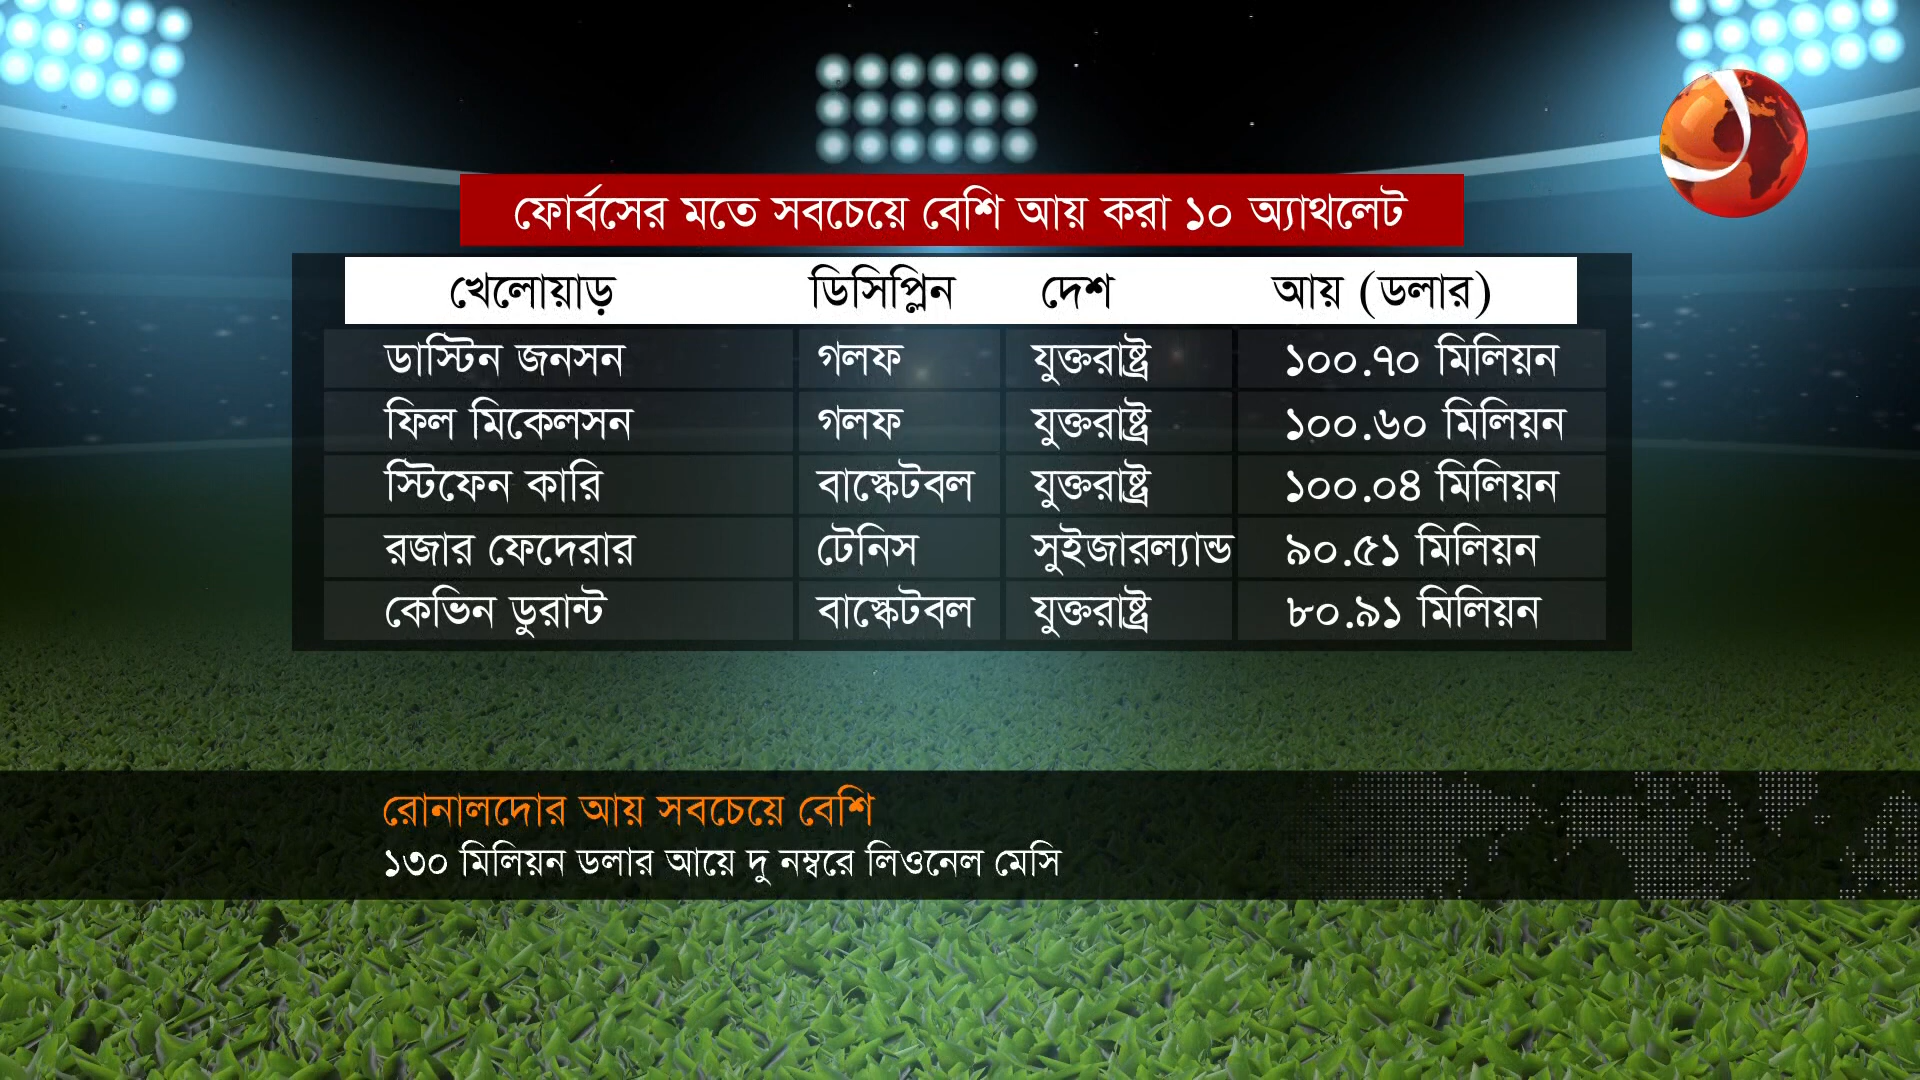 ফোর্বসের মতে সবচেয়ে বেশি আয় করা ১০ অ্যাথলেট
খেলোয়াড় ডিসিপ্লিন দেশ আয় (ডলার)
ডাস্টিন জনসন গলফ যুক্তরাষ্ট্র ১০০.৭০ মিলিয়ন
ফিল মিকেলসন গলফ যুক্তরাষ্ট্র ১০০.৬০ মিলিয়ন
স্টিফেন কারি বাস্কেটবল যুক্তরাষ্ট্র ১০০.০৪ মিলিয়ন
রজার ফেদেরার টেনিস সুইজারল্যান্ড ৯০.৫১ মিলিয়ন
কেভিন ডুরান্ট বাস্কেটবল যুক্তরাষ্ট্র ৮০.৯১ মিলিয়ন
রোনালদোর আয় সবচেয়ে বেশি
১৩০ মিলিয়ন ডলার আয়ে দু নম্বরে লিওনেল মেসি